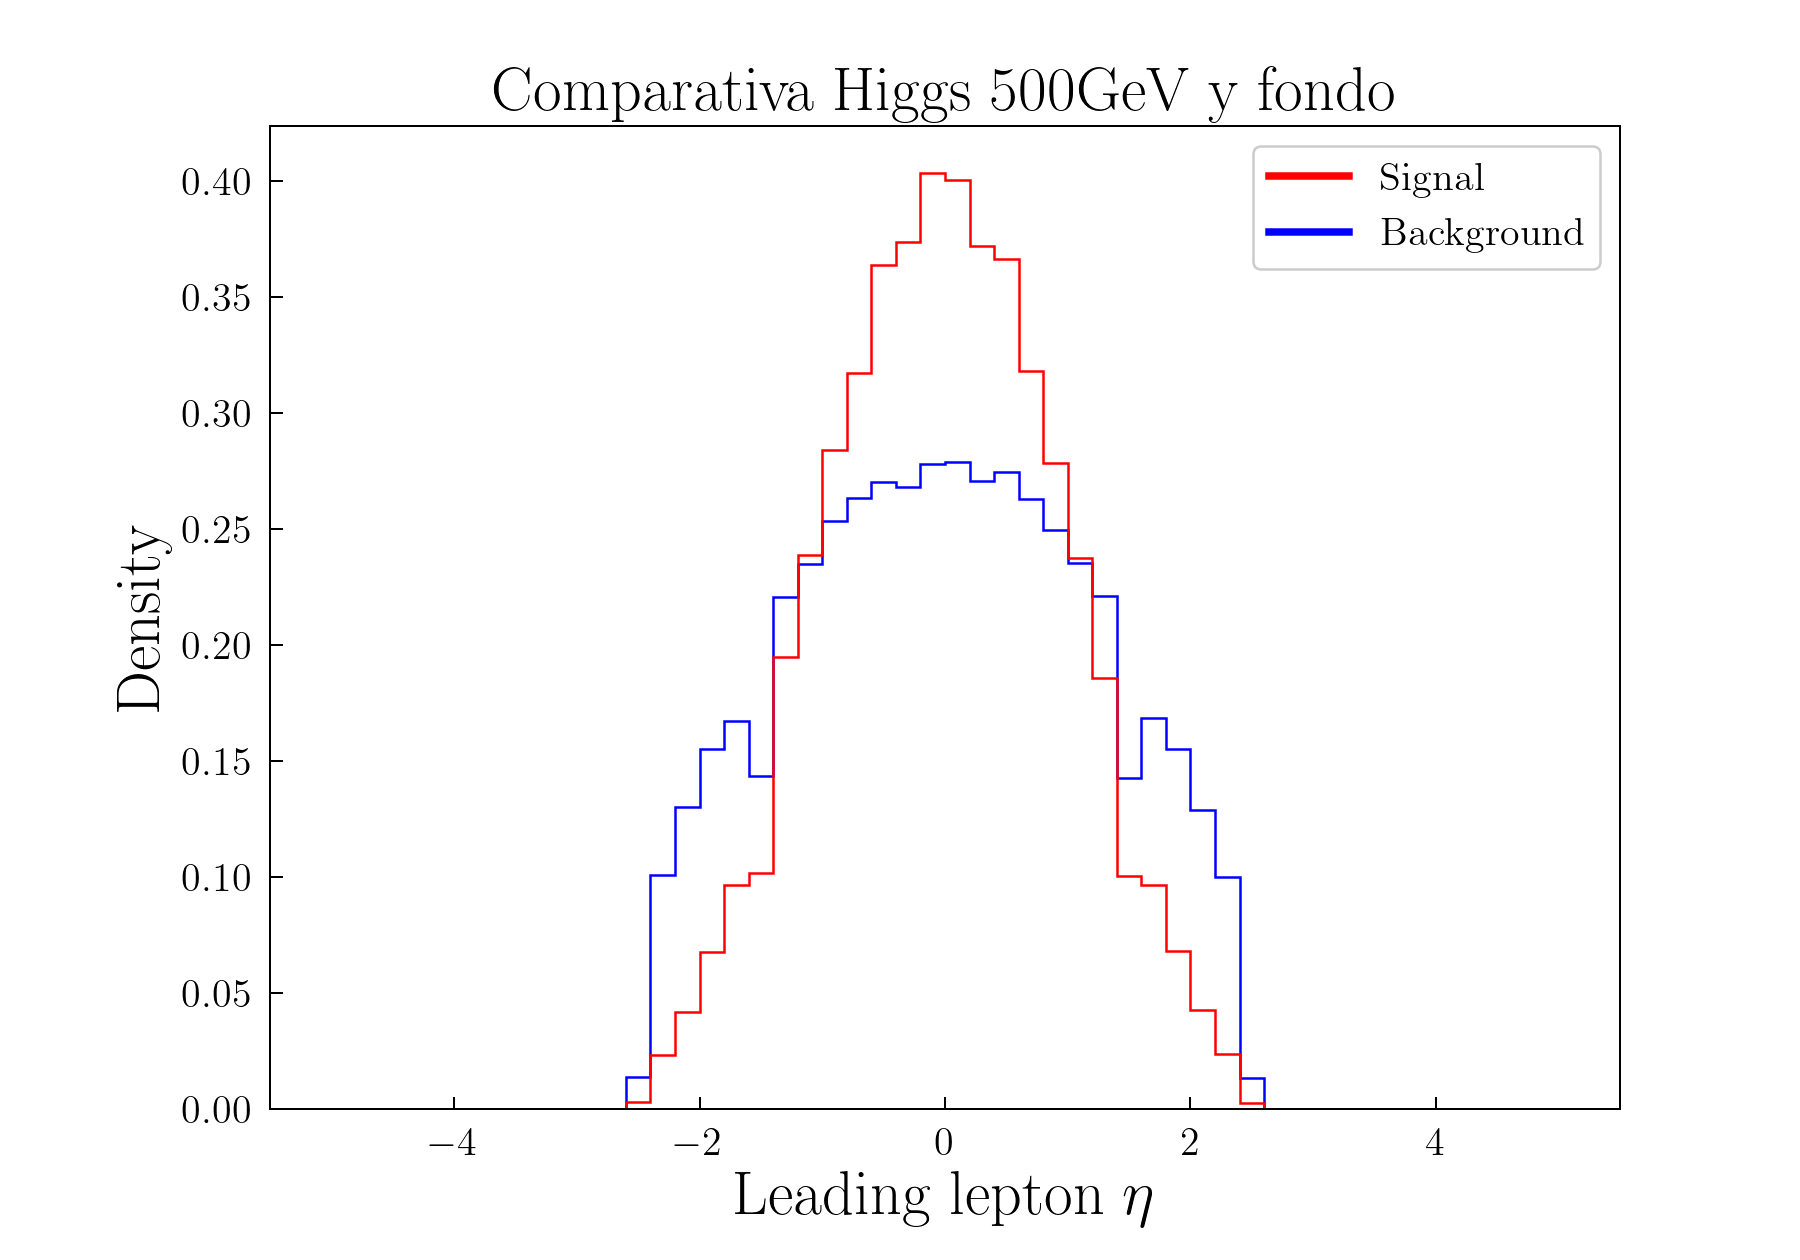 Comparativa Higgs 500GeV y fondo
Signal
Background
0.40
0.35
0.30
0.25
0.20
0.15
0.10
0.05
0.00
Density
−4
−2
0
2
4
Leading lepton η